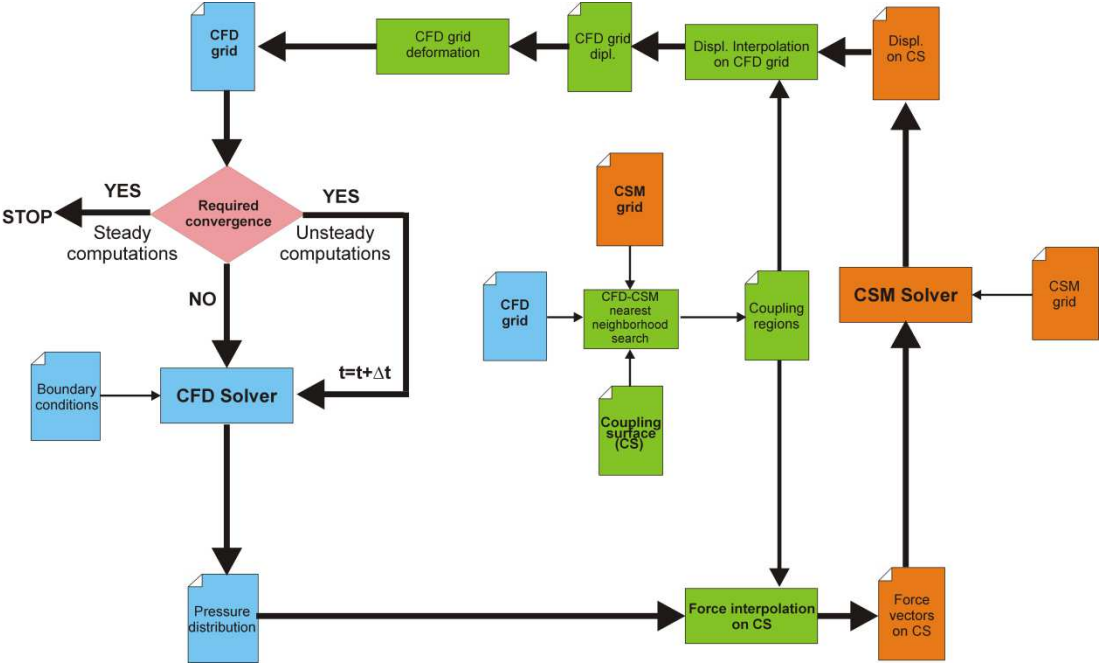 CFD
grid
CFD grid
deformation
CFD grid
dipl.
Displ. Interpolation
on CFD grid
Displ.
on CS
YES
YES
STOP
Required
convergence
Steady
computations
Unsteady
computations
NO
CSM
grid
CFD
grid
CFD-CSM
nearest
neighborhood
search
Coupling
regions
CSM Solver
CSM
grid
Boundary
conditions
CFD Solver
t=t+Δt
Coupling
surface
(CS)
Pressure
distribution
Force interpolation
on CS
Force
vectors
on CS